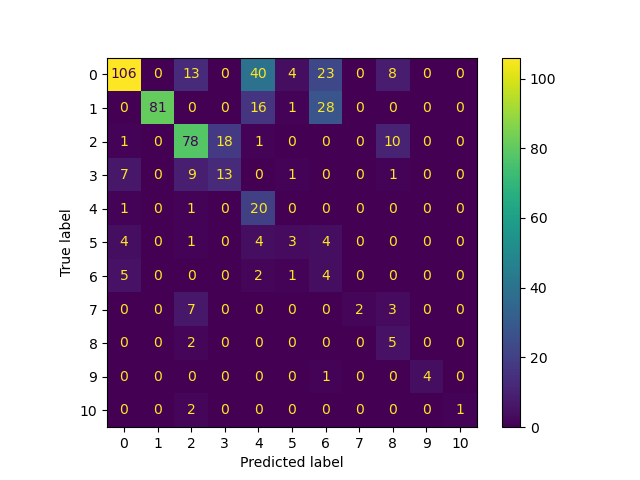 0 106 0 13 0 40 4 23 0 8 0 0
1 0 81 0 0 16 1 28 0 0 0 0
2 1 0 78 18 1 0 0 0 10 0 0
3 7 0 9 13 0 1 0 0 1 0 0
4 1 0 1 0 20 0 0 0 0 0 0
5 4 0 1 0 4 3 4 0 0 0 0
6 5 0 0 0 2 1 4 0 0 0 0
7 0 0 7 0 0 0 0 2 3 0 0
8 0 0 2 0 0 0 0 0 5 0 0
9 0 0 0 0 0 0 1 0 0 4 0
10 0 0 2 0 0 0 0 0 0 0 1
0 1 2 3 4 5 6 7 8 9 10
Predicted label
True label
100
80
60
40
20
0